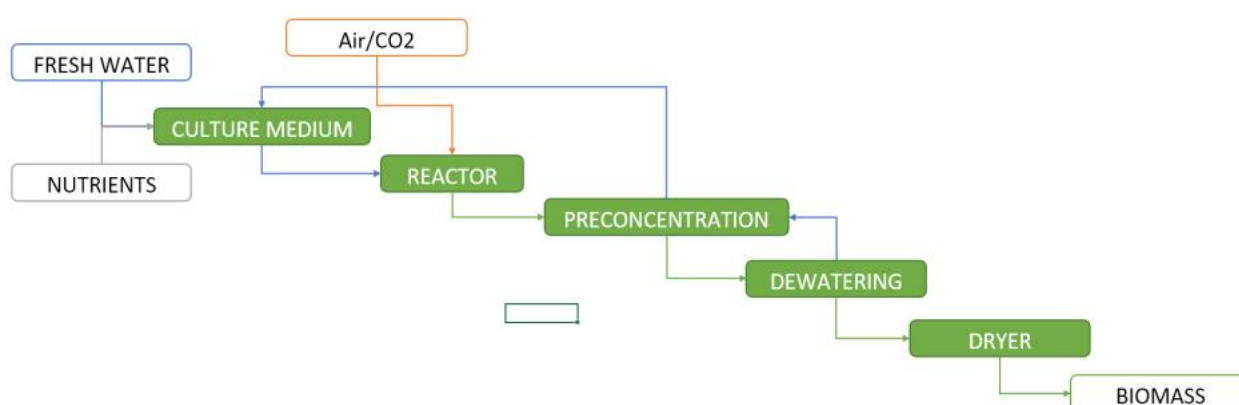 Air/CO2
FRESH WATER
CULTURE MEDIUM
NUTRIENTS
REACTOR
PRECONCENTRATION
DEWATERING
DRYER
BIOMASS